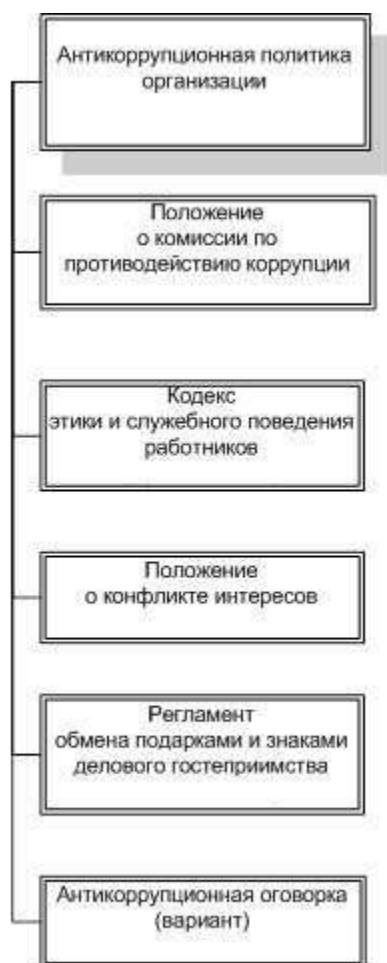 Антикоррупционная политика
организации
Положение
о комиссии по
противодействию коррупции
Кодекс
этики и служебного поведения
работников
Положение
о конфликте интересов
Регламент
обмена подарками и знаками
делового гостеприимства
Антикоррупционная оговорка
(вариант)